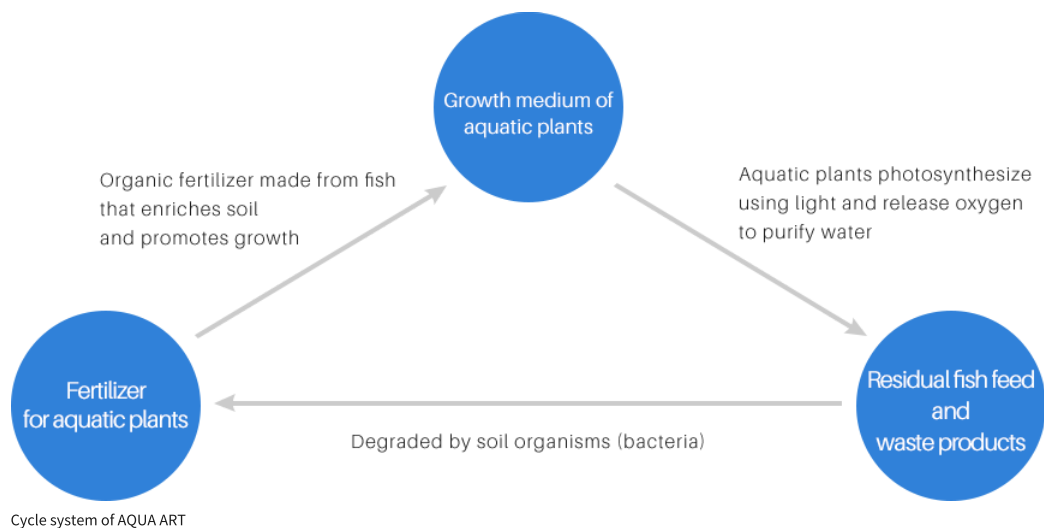 Growth medium of
aquatic plants
Organic fertilizer made from fish
that enriches soil
and promotes growth
Aquatic plants photosynthesize
using light and release oxygen
to purify water
Fertilizer
for aquatic plants
Residual fish feed
and
waste products
Degraded by soil organisms (bacteria)
Cycle system of AQUA ART